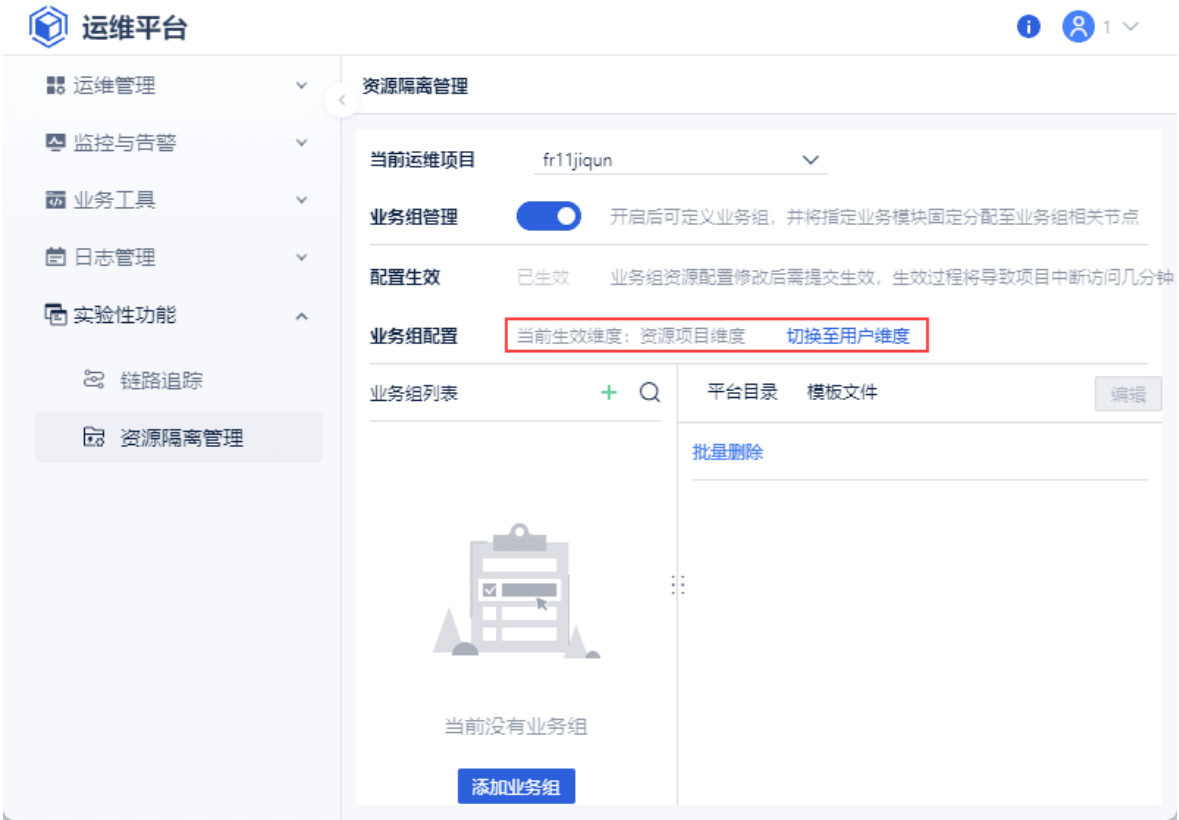 运维平台
1
运维管理
监控与告警
业务工具
日志管理
实验性功能
链路追踪
资源隔离管理
资源隔离管理
当前运维项目 fr11jiqun
业务组管理 开启后可定义业务组，并将指定业务模块固定分配至业务组相关节点
配置生效 已生效 业务组资源配置修改后需提交生效，生效过程将导致项目中断访问几分钟
业务组配置 当前生效维度：资源项目维度 切换至用户维度
业务组列表 平台目录 模板文件 编辑
批量删除
当前没有业务组
添加业务组